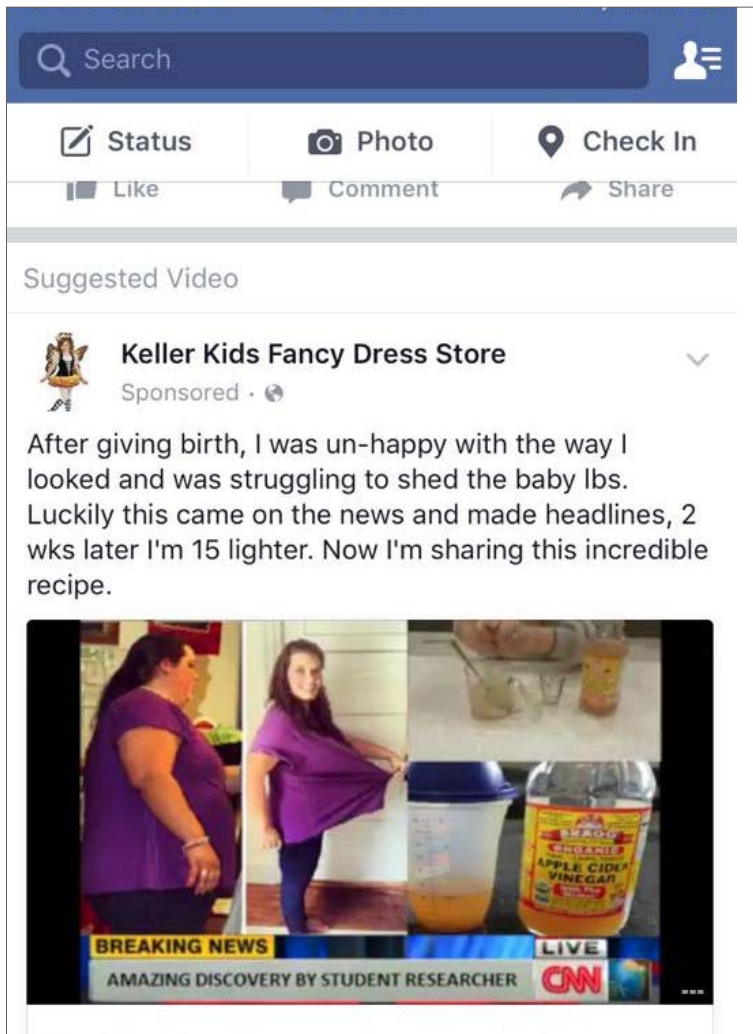 Search
Status Photo Check In
Like Comment Share
Suggested Video
Keller Kids Fancy Dress Store
Sponsored ·
After giving birth, I was un-happy with the way I
looked and was struggling to shed the baby lbs.
Luckily this came on the news and made headlines, 2
wks later I'm 15 lighter. Now I'm sharing this incredible
recipe.
BRAGG
ORGANIC
APPLE CIDER
VINEGAR
BREAKING NEWS LIVE
AMAZING DISCOVERY BY STUDENT RESEARCHER CNN